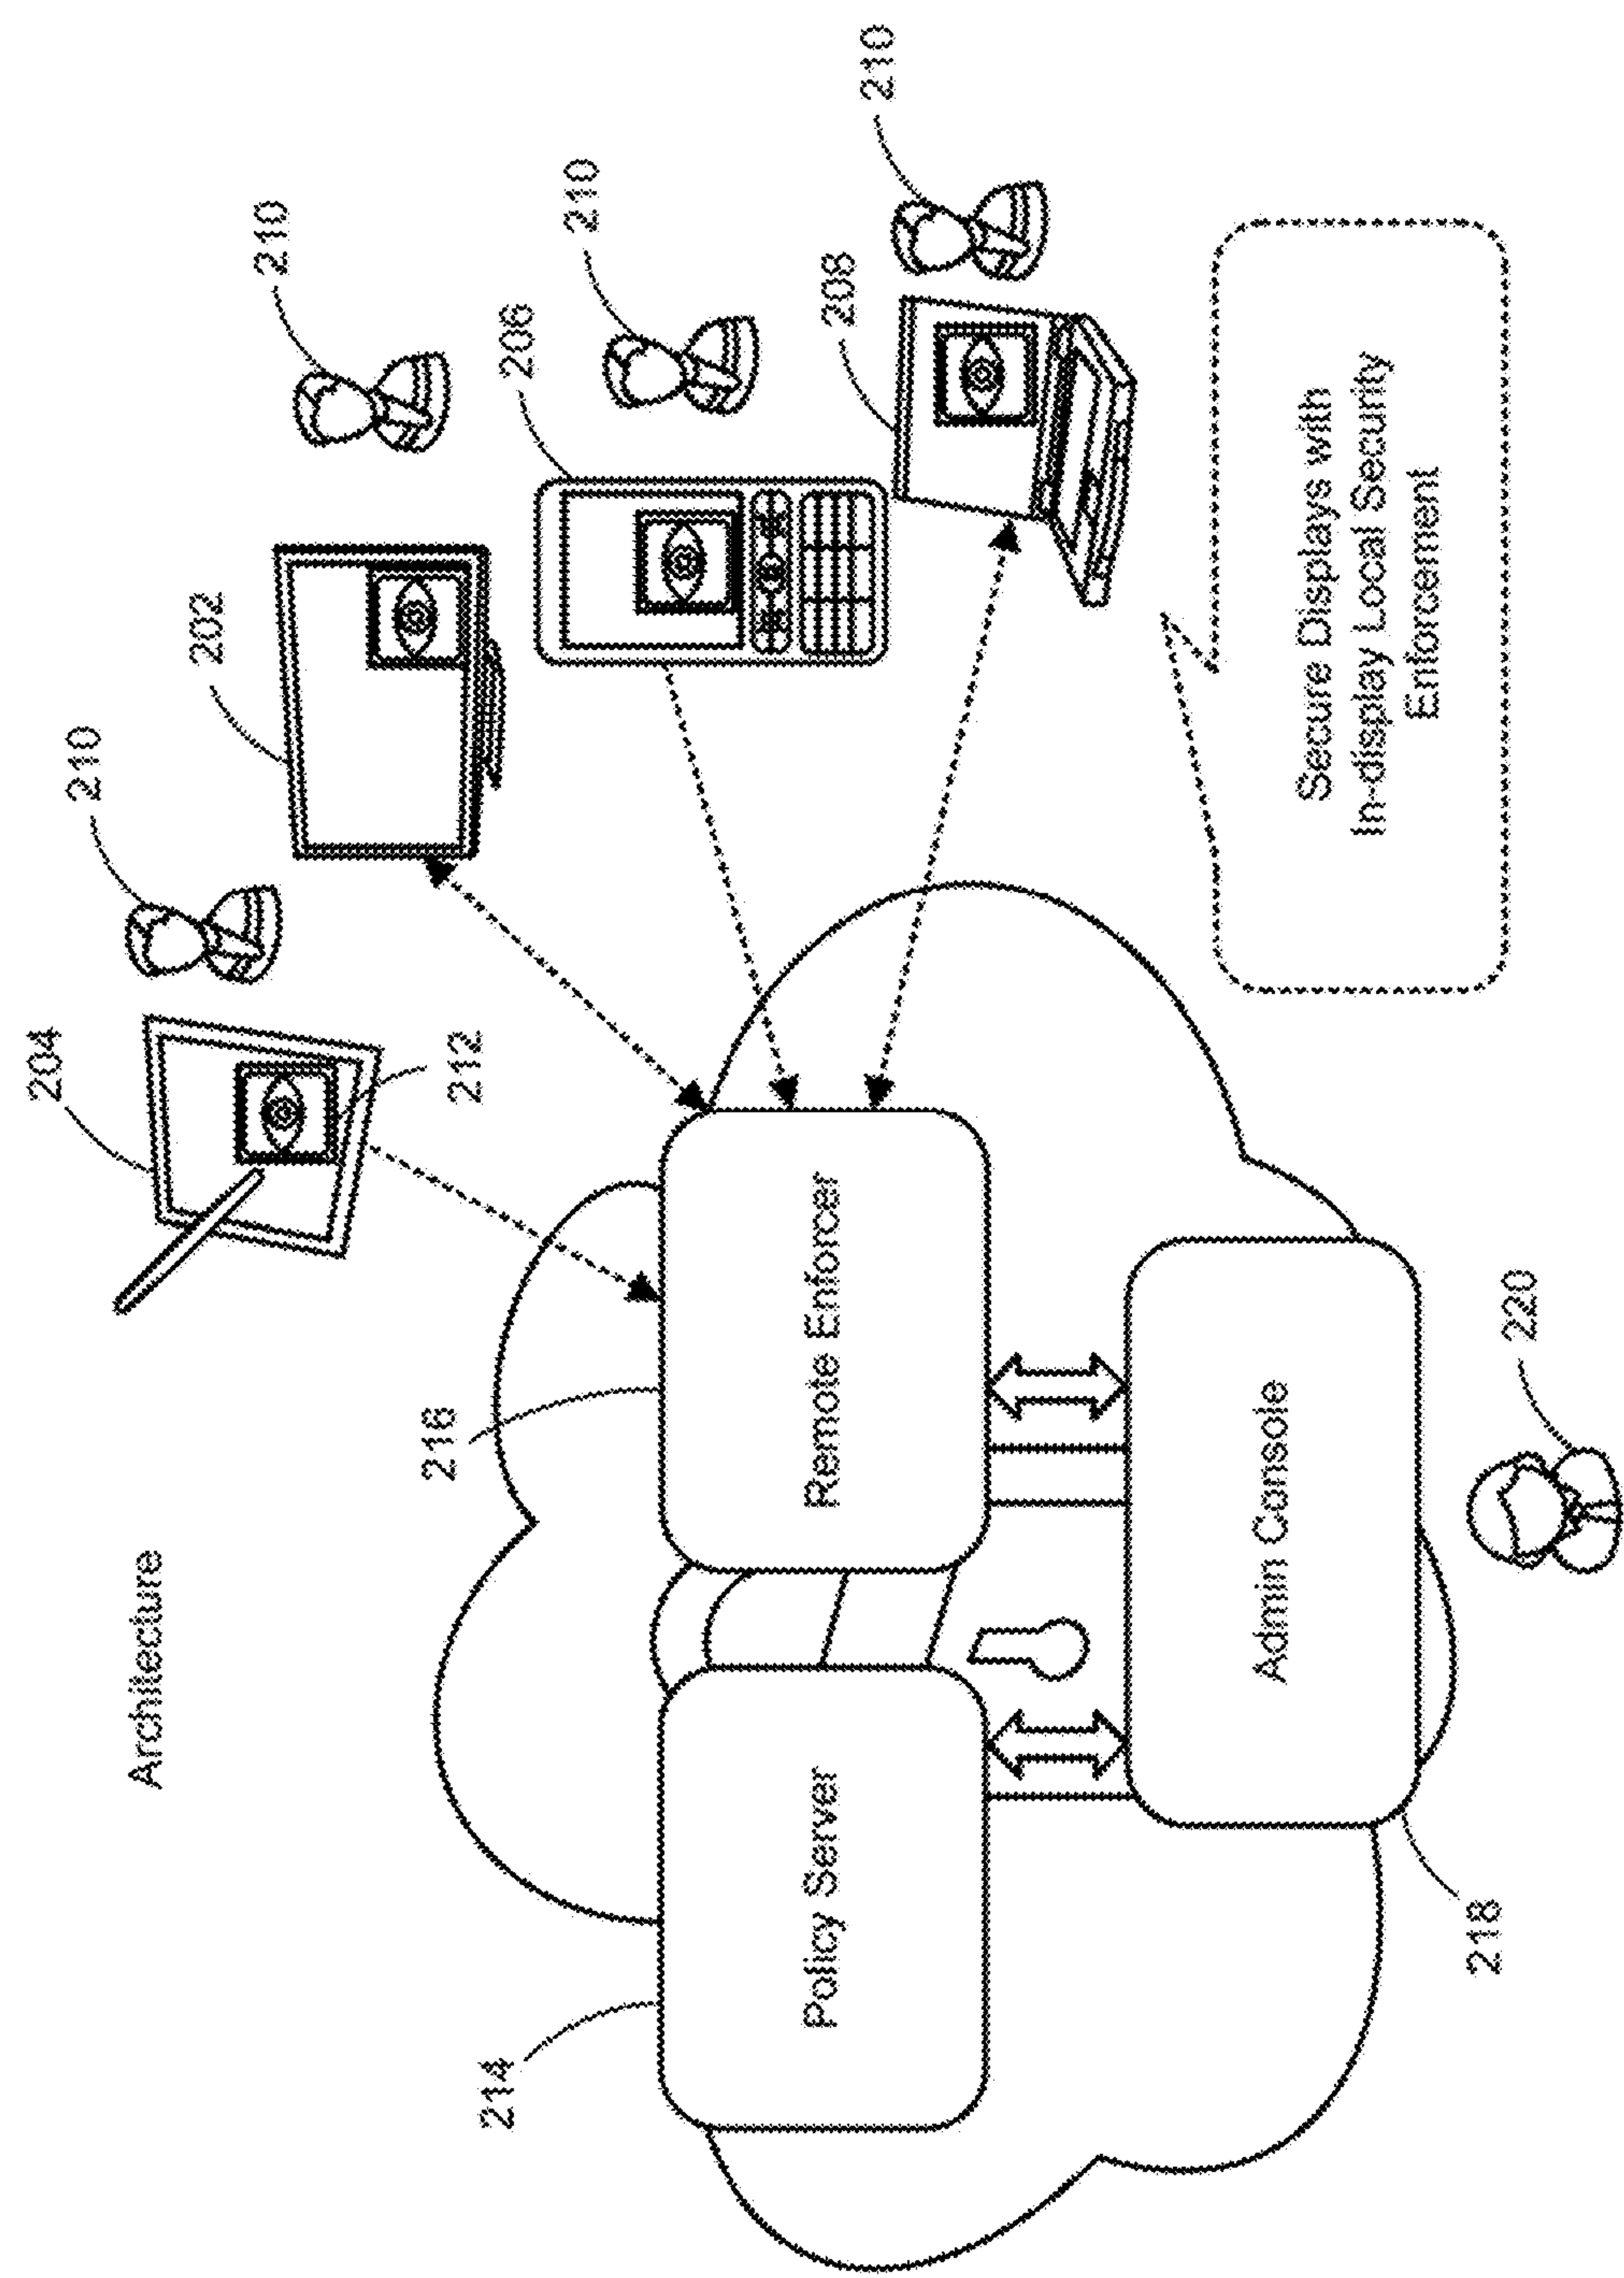 Architecture
204
210
202
210
212
206
210
216
208
210
214
Policy Server
Remote Enforcer
Admin Console
218
220
Secure Displays with
In-display Local Security
Enforcement